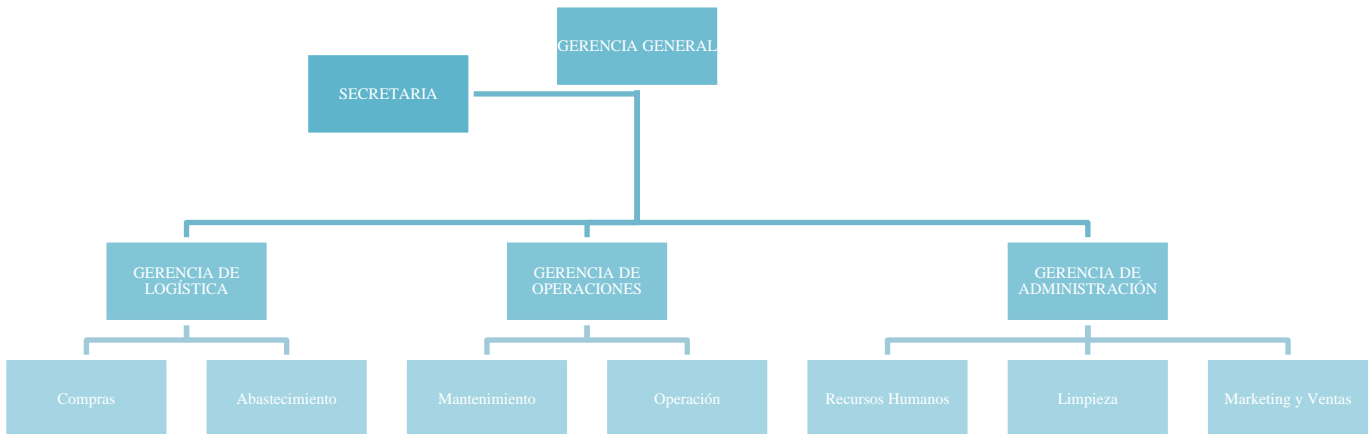 GERENCIA GENERAL
SECRETARIA
GERENCIA DE
LOGÍSTICA
GERENCIA DE
OPERACIONES
GERENCIA DE
ADMINISTRACIÓN
Compras
Abastecimiento
Mantenimiento
Operación
Recursos Humanos
Limpieza
Marketing y Ventas